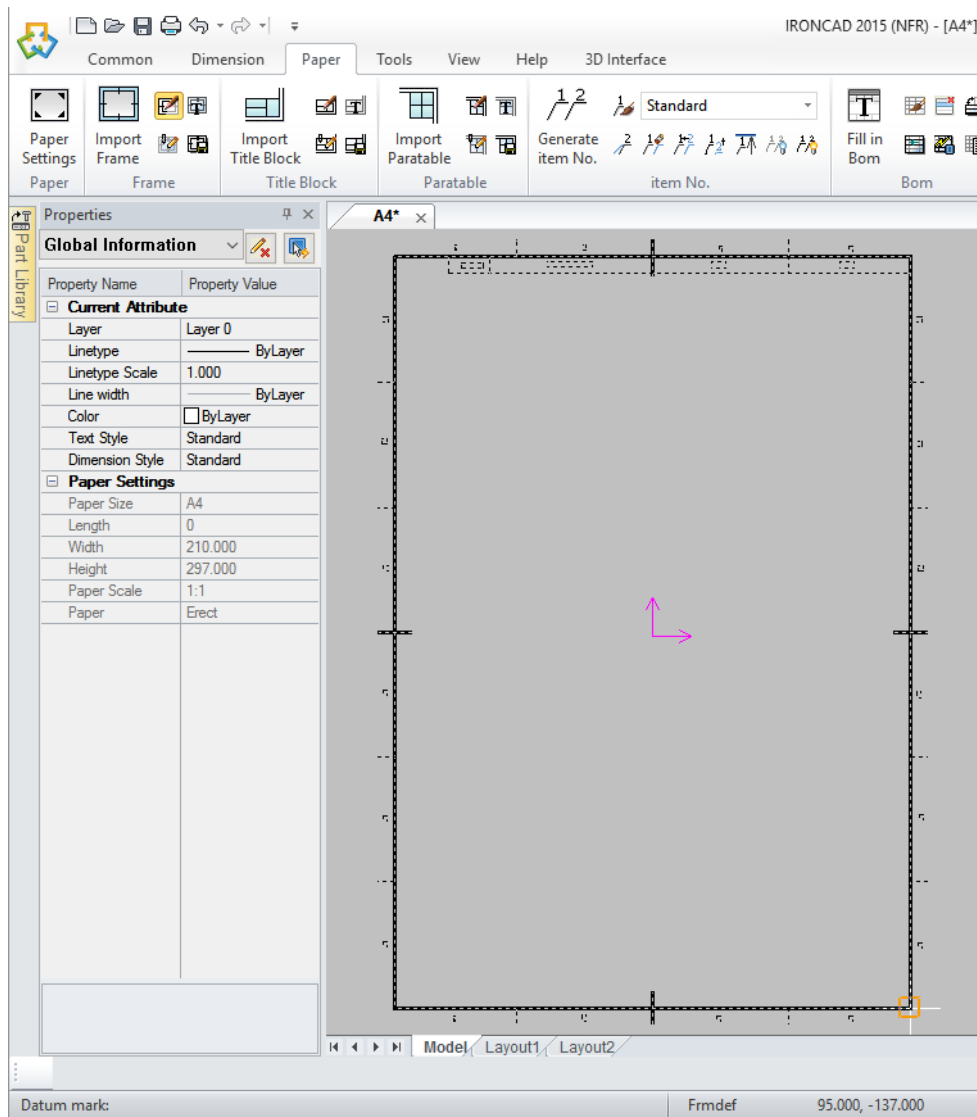 IRONCAD 2015 (NFR) - [A4*]
Common Dimension Paper Tools View Help 3D Interface
Paper Settings
Import Frame
Import Title Block
Import Paratable
1 2
Generate item No.
Standard
T
Fill in Bom
Paper Frame Title Block Paratable item No. Bom
Part Library
Properties
A4*
Global Information
Property Name Property Value
Current Attribute
Layer Layer 0
Linetype ByLayer
Linetype Scale 1.000
Line width ByLayer
Color ByLayer
Text Style Standard
Dimension Style Standard
Paper Settings
Paper Size A4
Length 0
Width 210.000
Height 297.000
Paper Scale 1:1
Paper Erect
Model Layout1 Layout2
Datum mark: Frmdef 95.000, -137.000